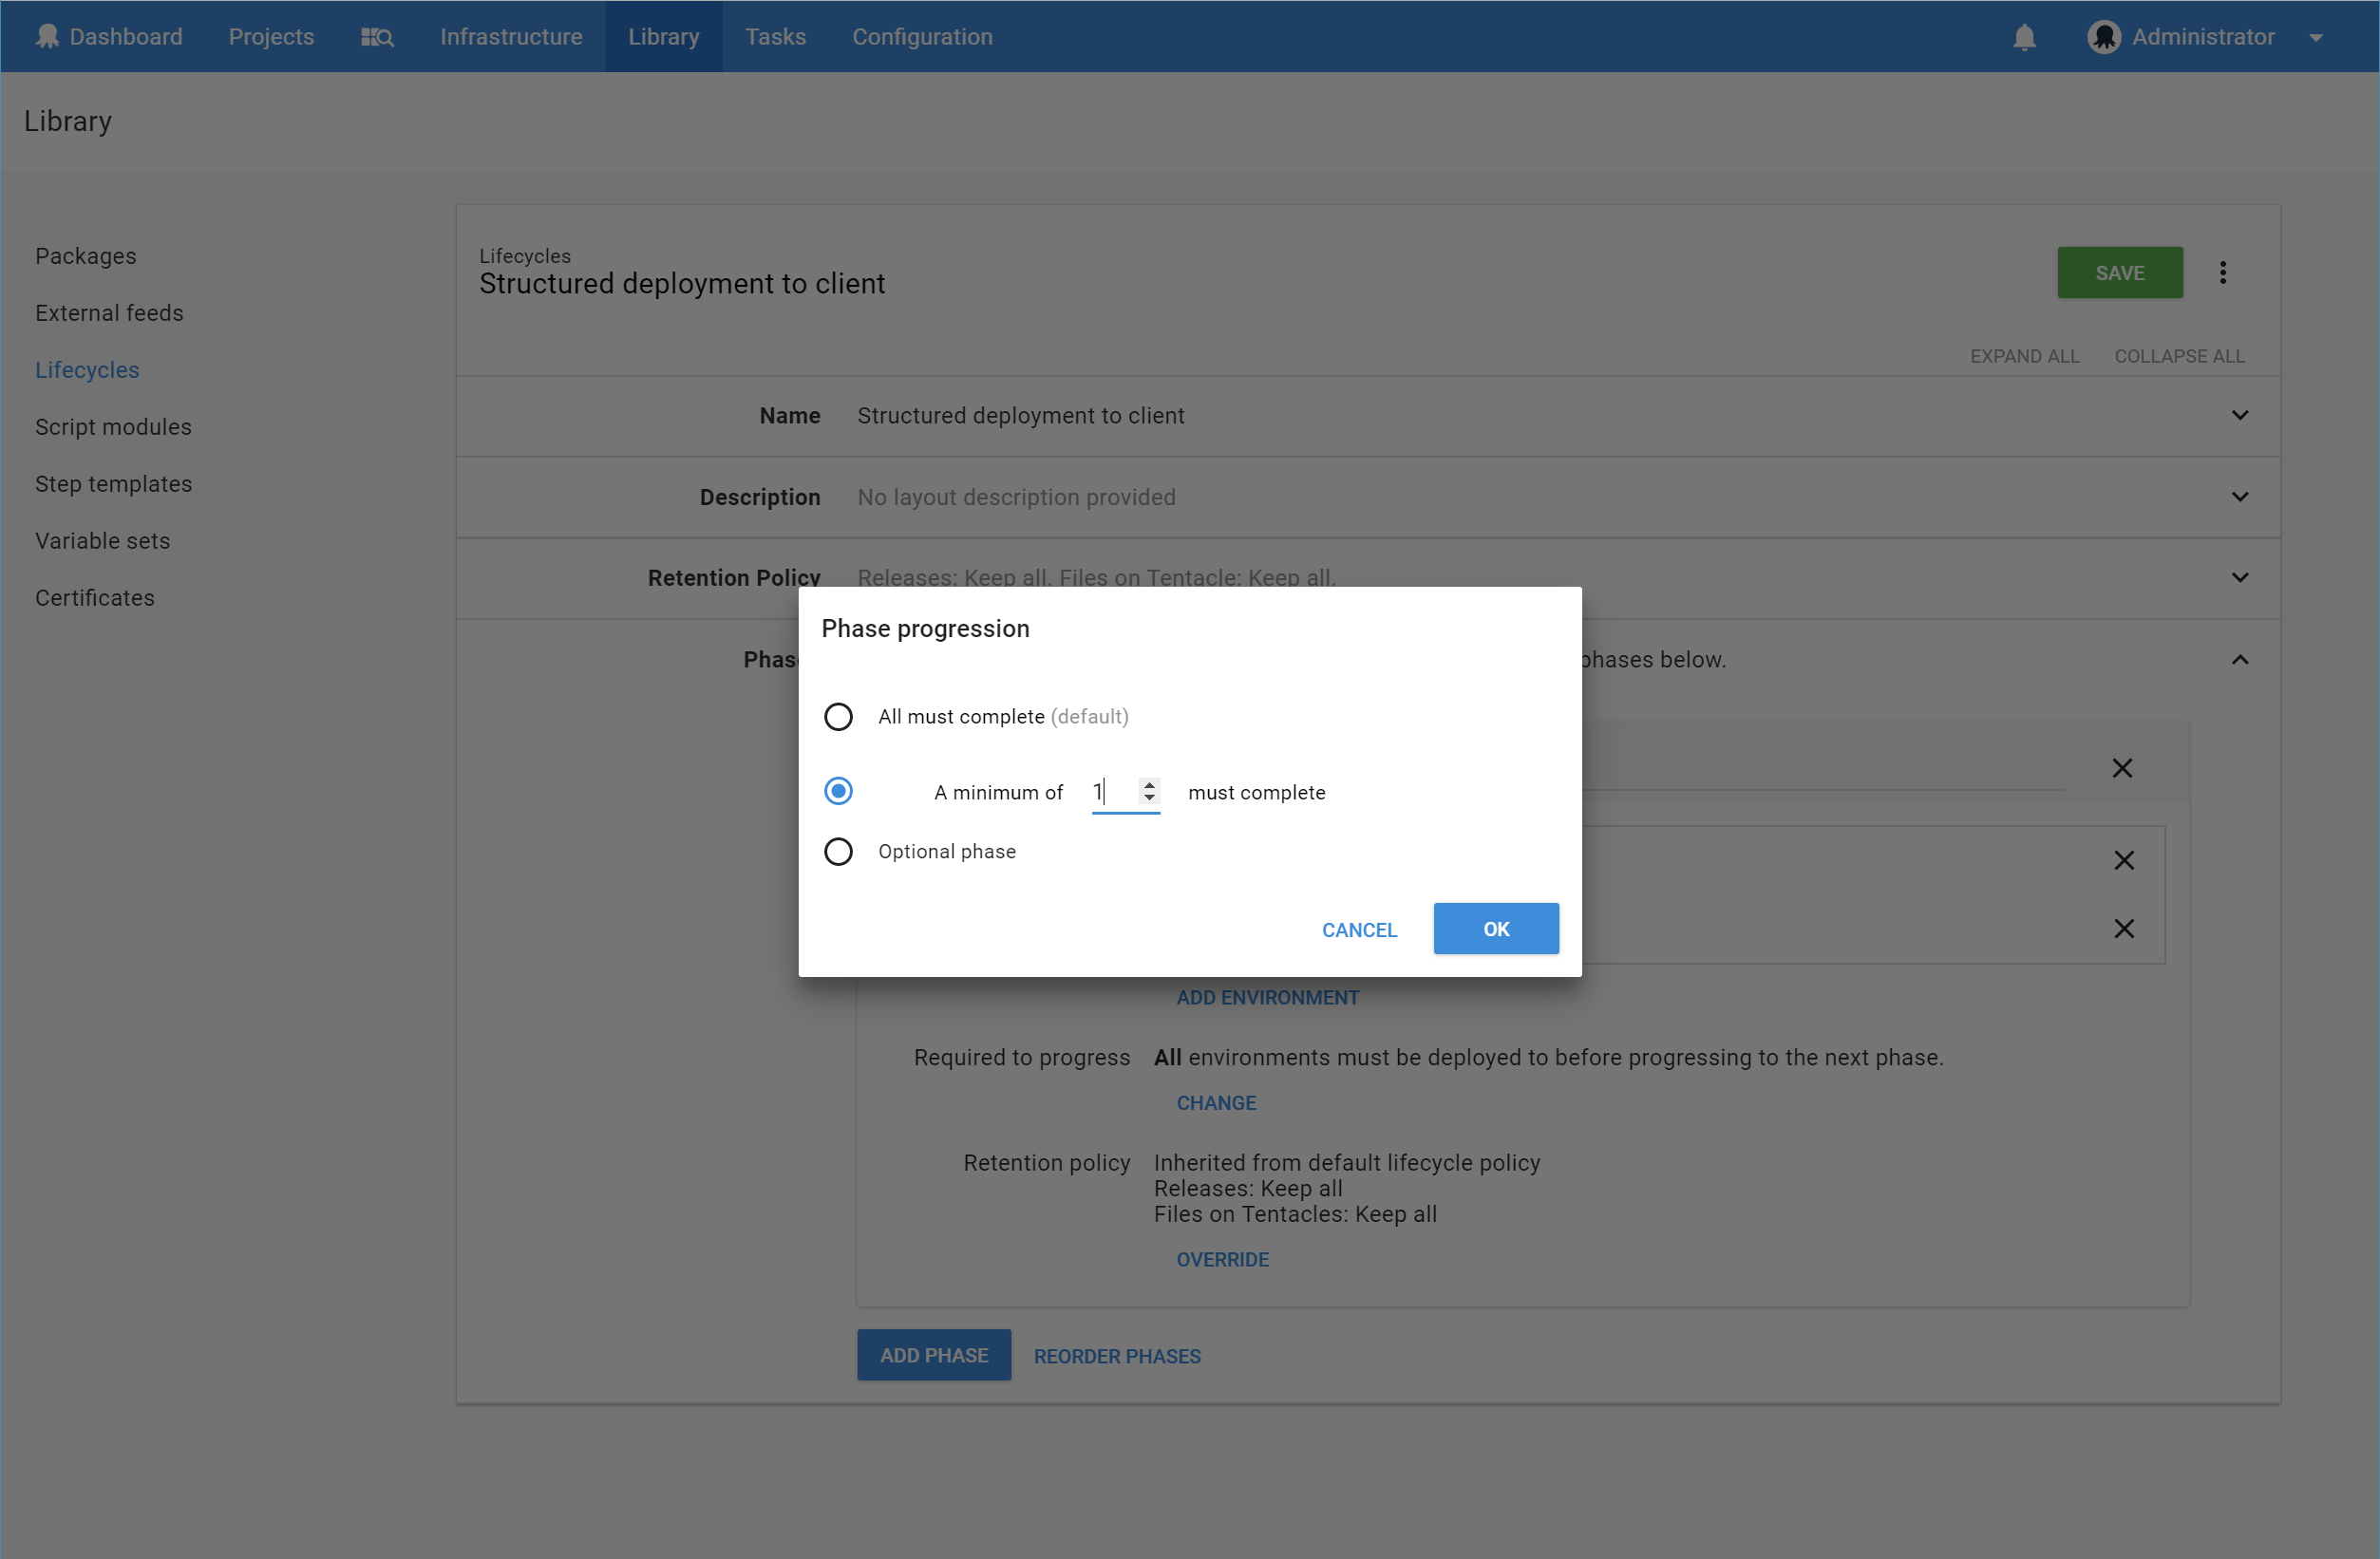 Dashboard Projects Infrastructure Library Tasks Configuration Administrator
Library
Packages
External feeds
Lifecycles
Script modules
Step templates
Variable sets
Certificates
Lifecycles
Structured deployment to client
SAVE
EXPAND ALL COLLAPSE ALL
Name Structured deployment to client
Description No layout description provided
Retention Policy Releases: Keep all. Files on Tentacle: Keep all.
phases below.
Phase progression
All must complete (default)
A minimum of 1 must complete
Optional phase
CANCEL OK
ADD ENVIRONMENT
Required to progress All environments must be deployed to before progressing to the next phase.
CHANGE
Retention policy Inherited from default lifecycle policy
Releases: Keep all
Files on Tentacles: Keep all
OVERRIDE
ADD PHASE REORDER PHASES